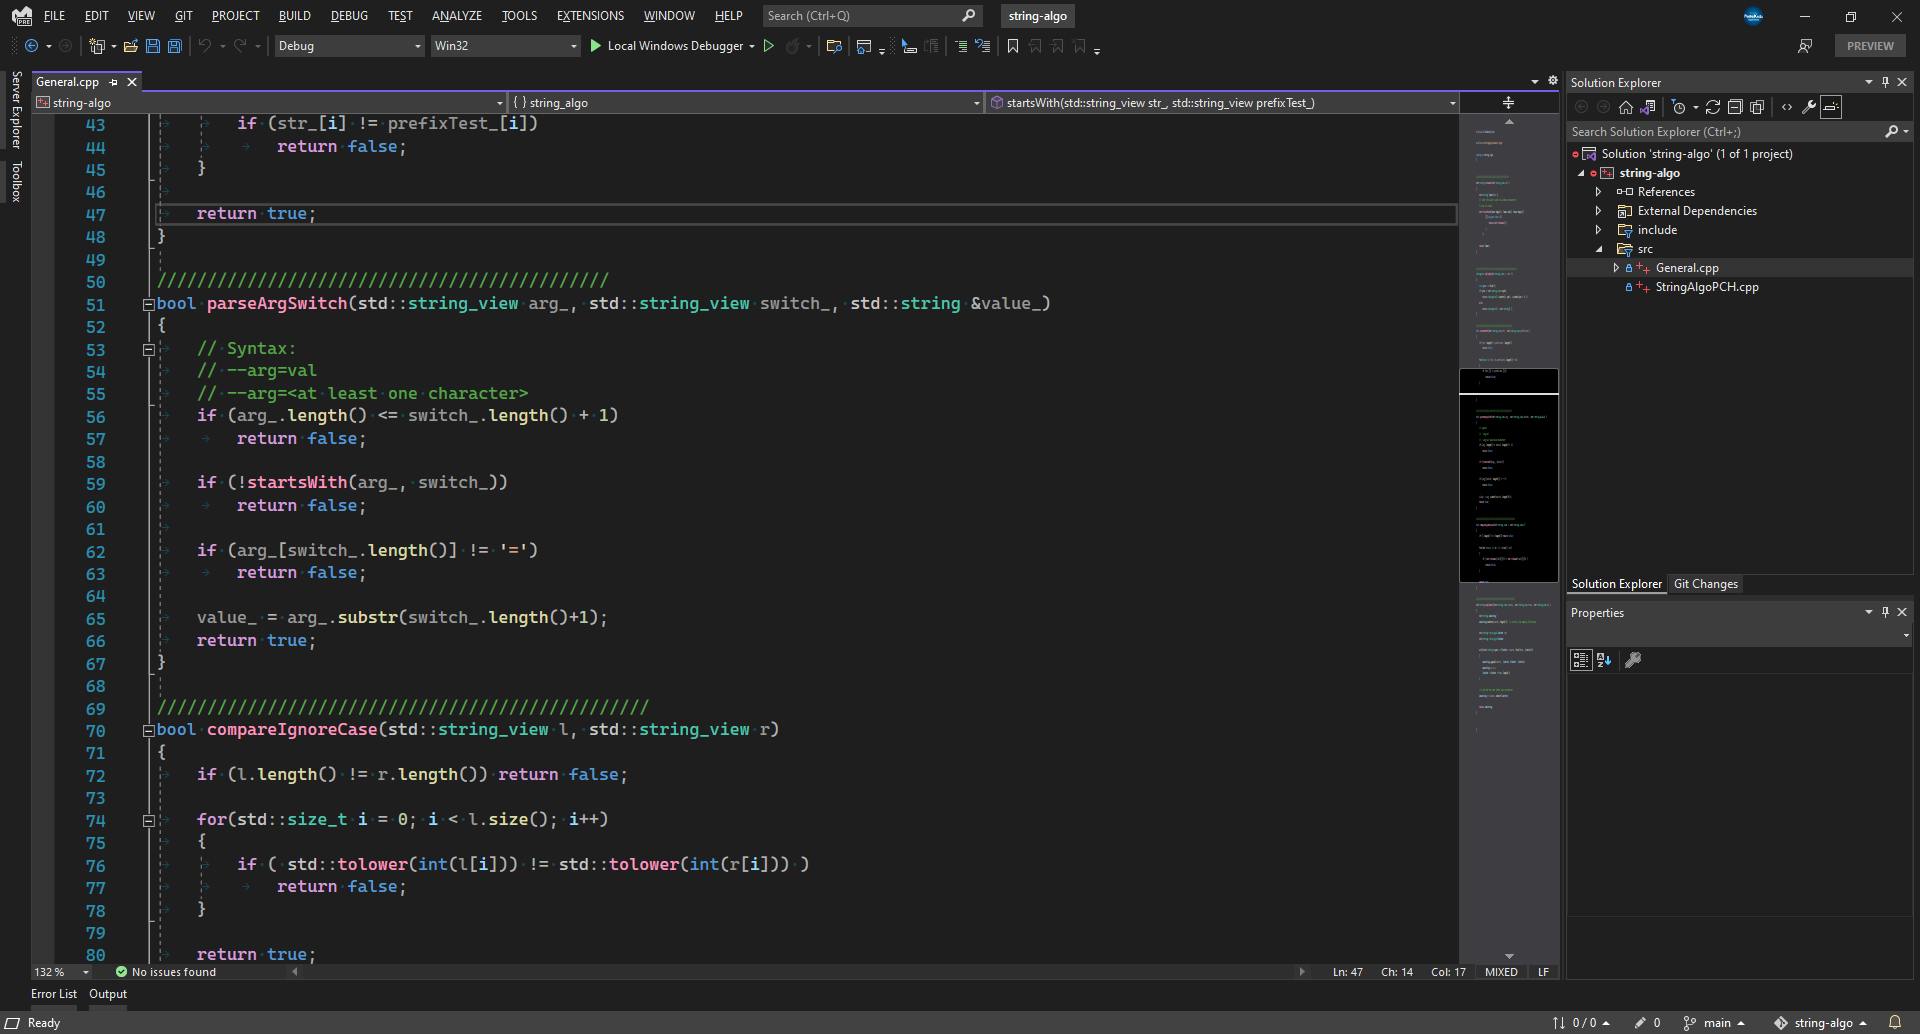 FILE EDIT VIEW GIT PROJECT BUILD DEBUG TEST ANALYZE TOOLS EXTENSIONS WINDOW HELP Search (Ctrl+Q) string-algo
Debug Win32 Local Windows Debugger PREVIEW
Server Explorer
Toolbox
General.cpp
string-algo { } string_algo startsWith(std::string_view str_, std::string_view prefixTest_)
43 if (str_[i] != prefixTest_[i])
44 return false;
45 }
46
47 return true;
48 }
49
50 /////////////////////////////////////////////
51 bool parseArgSwitch(std::string_view arg_, std::string_view switch_, std::string &value_)
52 {
53 // Syntax:
54 // --arg=val
55 // --arg=<at least one character>
56 if (arg_.length() <= switch_.length() + 1)
57 return false;
58
59 if (!startsWith(arg_, switch_))
60 return false;
61
62 if (arg_[switch_.length()] != '=')
63 return false;
64
65 value_ = arg_.substr(switch_.length()+1);
66 return true;
67 }
68
69 /////////////////////////////////////////////////
70 bool compareIgnoreCase(std::string_view l, std::string_view r)
71 {
72 if (l.length() != r.length()) return false;
73
74 for(std::size_t i = 0; i < l.size(); i++)
75 {
76 if ( std::tolower(int(l[i])) != std::tolower(int(r[i])) )
77 return false;
78 }
79
80 return true;
132 % No issues found Ln: 47 Ch: 14 Col: 17 MIXED LF
Solution Explorer
Search Solution Explorer (Ctrl+;)
Solution 'string-algo' (1 of 1 project)
string-algo
References
External Dependencies
include
src
General.cpp
StringAlgoPCH.cpp
Solution Explorer Git Changes
Properties
Error List Output
Ready 0 / 0 0 main string-algo